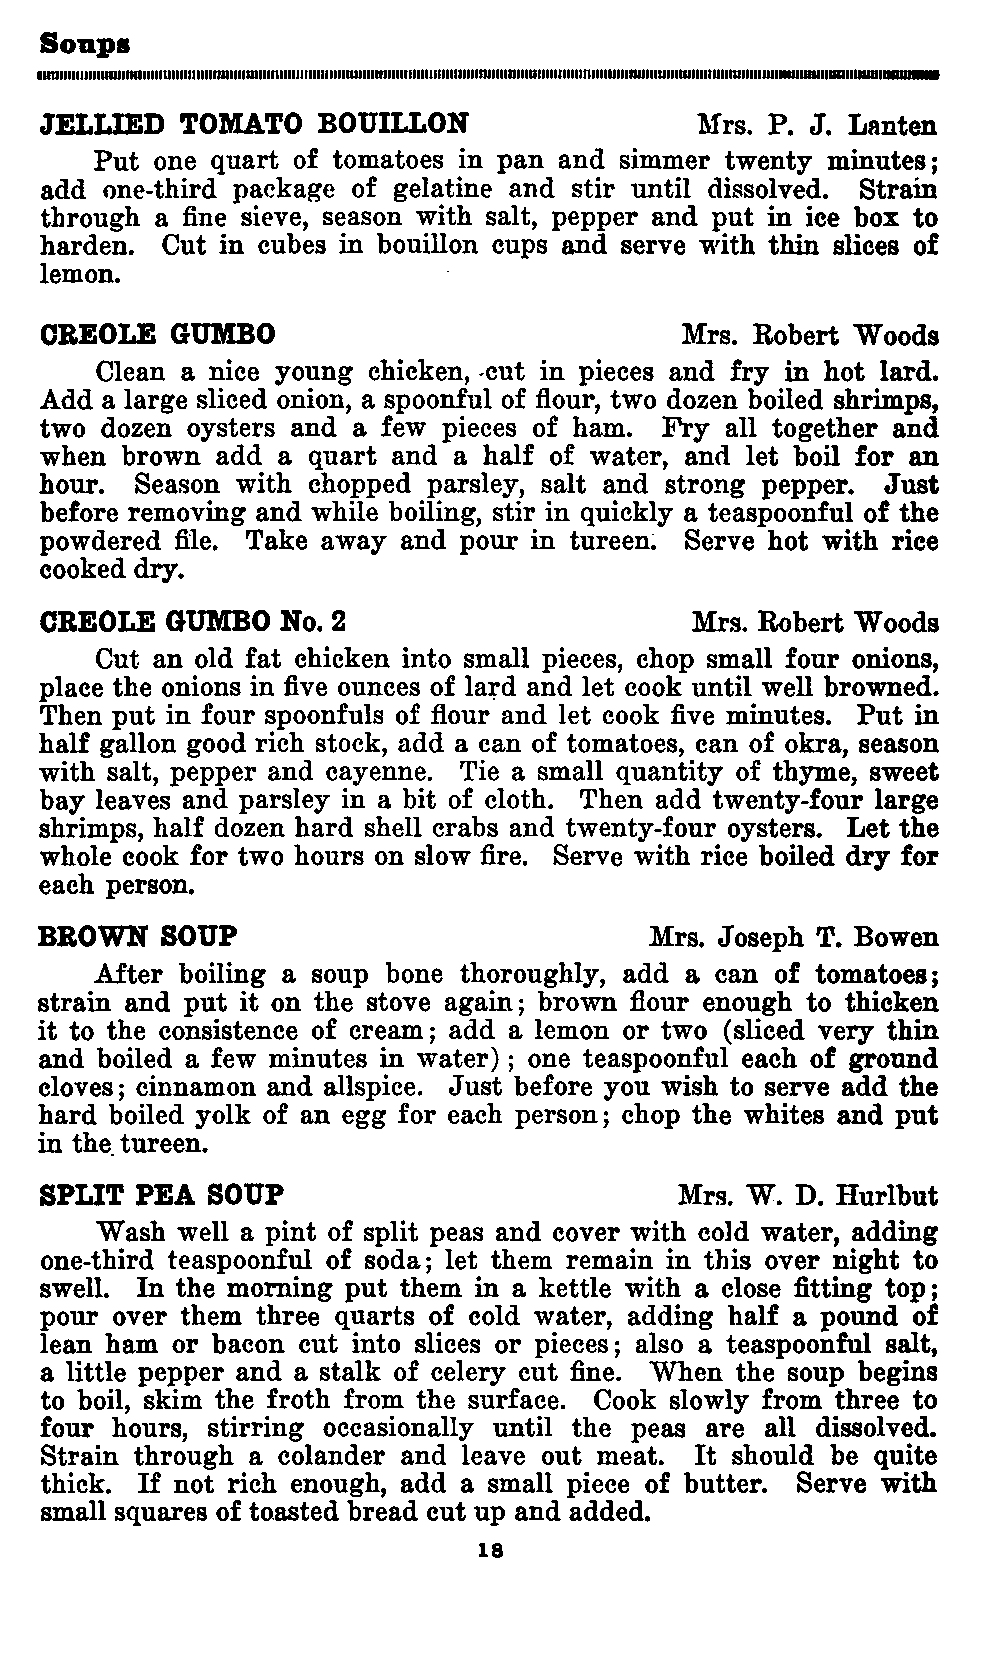 Soups
JELLIED TOMATO BOUILLON Mrs. P. J. Lanten
Put one quart of tomatoes in pan and simmer twenty minutes;
add one-third package of gelatine and stir until dissolved. Strain
through a fine sieve, season with salt, pepper and put in ice box to
harden. Cut in cubes in bouillon cups and serve with thin slices of
lemon.
CREOLE GUMBO Mrs. Robert Woods
Clean a nice young chicken, cut in pieces and fry in hot lard.
Add a large sliced onion, a spoonful of flour, two dozen boiled shrimps,
two dozen oysters and a few pieces of ham. Fry all together and
when brown add a quart and a half of water, and let boil for an
hour. Season with chopped parsley, salt and strong pepper. Just
before removing and while boiling, stir in quickly a teaspoonful of the
powdered file. Take away and pour in tureen. Serve hot with rice
cooked dry.
CREOLE GUMBO No. 2 Mrs. Robert Woods
Cut an old fat chicken into small pieces, chop small four onions,
place the onions in five ounces of lard and let cook until well browned.
Then put in four spoonfuls of flour and let cook five minutes. Put in
half gallon good rich stock, add a can of tomatoes, can of okra, season
with salt, pepper and cayenne. Tie a small quantity of thyme, sweet
bay leaves and parsley in a bit of cloth. Then add twenty-four large
shrimps, half dozen hard shell crabs and twenty-four oysters. Let the
whole cook for two hours on slow fire. Serve with rice boiled dry for
each person.
BROWN SOUP Mrs. Joseph T. Bowen
After boiling a soup bone thoroughly, add a can of tomatoes;
strain and put it on the stove again; brown flour enough to thicken
it to the consistence of cream; add a lemon or two (sliced very thin
and boiled a few minutes in water); one teaspoonful each of ground
cloves; cinnamon and allspice. Just before you wish to serve add the
hard boiled yolk of an egg for each person; chop the whites and put
in the tureen.
SPLIT PEA SOUP Mrs. W. D. Hurlbut
Wash well a pint of split peas and cover with cold water, adding
one-third teaspoonful of soda; let them remain in this over night to
swell. In the morning put them in a kettle with a close fitting top;
pour over them three quarts of cold water, adding half a pound of
lean ham or bacon cut into slices or pieces; also a teaspoonful salt,
a little pepper and a stalk of celery cut fine. When the soup begins
to boil, skim the froth from the surface. Cook slowly from three to
four hours, stirring occasionally until the peas are all dissolved.
Strain through a colander and leave out meat. It should be quite
thick. If not rich enough, add a small piece of butter. Serve with
small squares of toasted bread cut up and added.
18